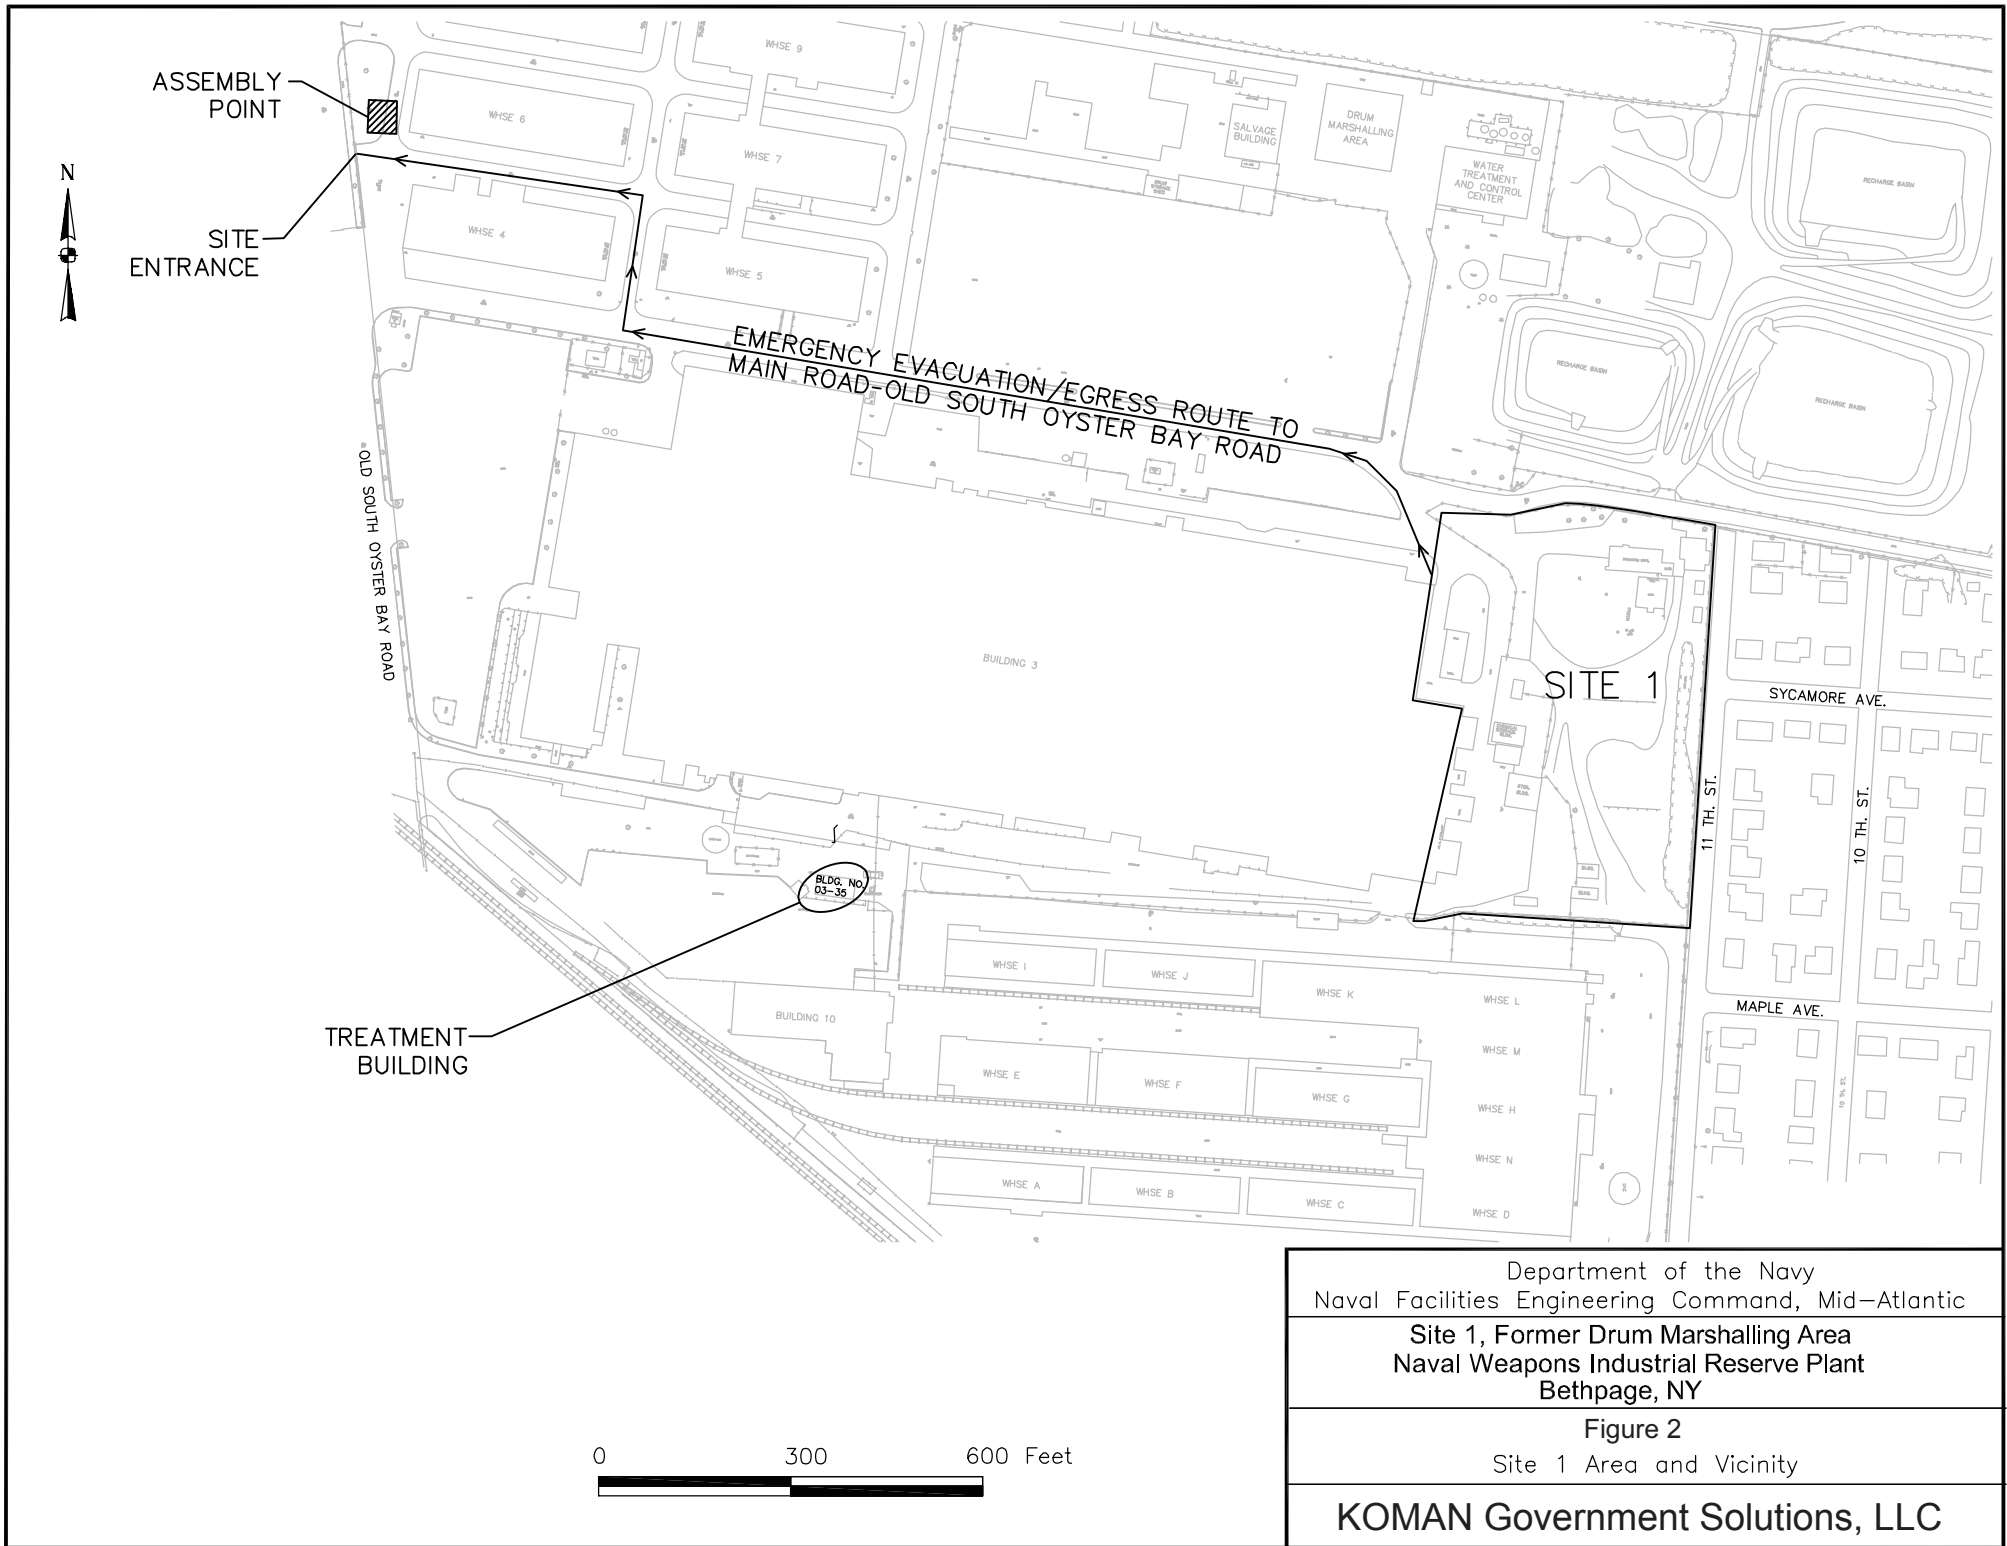 ASSEMBLY
POINT
N
SITE
ENTRANCE
WHSE 9
WHSE 6
WHSE 7
WHSE 4
WHSE 5
SALVAGE
BUILDING
DRUM
MARSHALLING
AREA
WATER
TREATMENT
AND CONTROL
CENTER
RECHARGE BASIN
RECHARGE BASIN
RECHARGE BASIN
EMERGENCY EVACUATION/EGRESS ROUTE TO
MAIN ROAD-OLD SOUTH OYSTER BAY ROAD
OLD SOUTH OYSTER BAY ROAD
BUILDING 3
SITE 1
SYCAMORE AVE.
11 TH. ST.
10 TH. ST.
MAPLE AVE.
10 TH. ST.
BLDG. NO.
03-35
TREATMENT
BUILDING
BUILDING 10
WHSE I
WHSE J
WHSE K
WHSE L
WHSE M
WHSE E
WHSE F
WHSE G
WHSE H
WHSE N
WHSE A
WHSE B
WHSE C
WHSE D
0 300 600 Feet
Department of the Navy
Naval Facilities Engineering Command, Mid-Atlantic
Site 1, Former Drum Marshalling Area
Naval Weapons Industrial Reserve Plant
Bethpage, NY
Figure 2
Site 1 Area and Vicinity
KOMAN Government Solutions, LLC